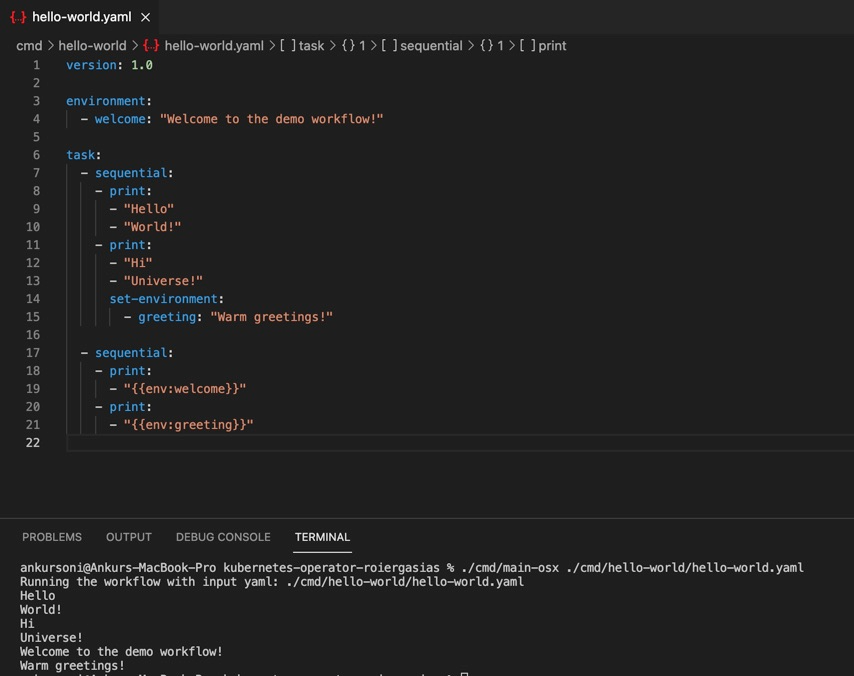 hello-world.yaml
cmd > hello-world > hello-world.yaml > [ ] task > {} 1 > [ ] sequential > {} 1 > [ ] print
1 version: 1.0
2
3 environment:
4   - welcome: "Welcome to the demo workflow!"
5
6 task:
7   - sequential:
8     - print:
9       - "Hello"
10       - "World!"
11     - print:
12       - "Hi"
13       - "Universe!"
14       set-environment:
15         - greeting: "Warm greetings!"
16
17   - sequential:
18     - print:
19       - "{{env:welcome}}"
20     - print:
21       - "{{env:greeting}}"
22
PROBLEMS OUTPUT DEBUG CONSOLE TERMINAL
ankursoni@Ankurs-MacBook-Pro kubernetes-operator-roiergasias % ./cmd/main-osx ./cmd/hello-world/hello-world.yaml
Running the workflow with input yaml: ./cmd/hello-world/hello-world.yaml
Hello
World!
Hi
Universe!
Welcome to the demo workflow!
Warm greetings!